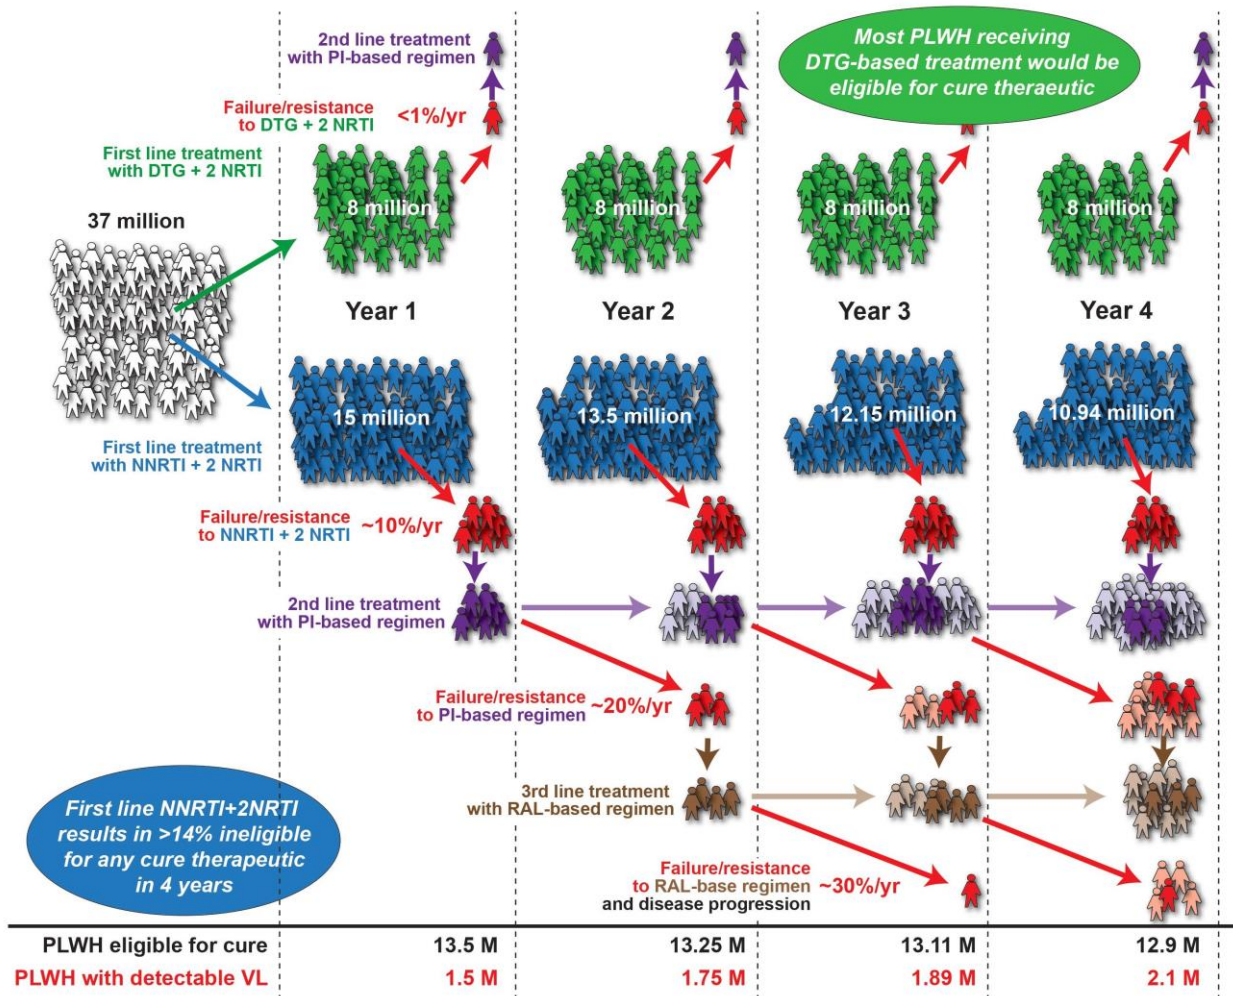 2nd line treatment
with PI-based regimen
Failure/resistance
to DTG + 2 NRTI
<1%/yr
First line treatment
with DTG + 2 NRTI
Most PLWH receiving
DTG-based treatment would be
eligible for cure theraeutic
37 million
8 million
8 million
8 million
8 million
Year 1
Year 2
Year 3
Year 4
15 million
13.5 million
12.15 million
10.94 million
First line treatment
with NNRTI + 2 NRTI
Failure/resistance
to NNRTI + 2 NRTI
~10%/yr
2nd line treatment
with PI-based regimen
Failure/resistance
to PI-based regimen
~20%/yr
3rd line treatment
with RAL-based regimen
First line NNRTI+2NRTI
results in >14% ineligible
for any cure therapeutic
in 4 years
Failure/resistance
to RAL-base regimen
and disease progression
~30%/yr
PLWH eligible for cure 13.5 M 13.25 M 13.11 M 12.9 M
PLWH with detectable VL 1.5 M 1.75 M 1.89 M 2.1 M